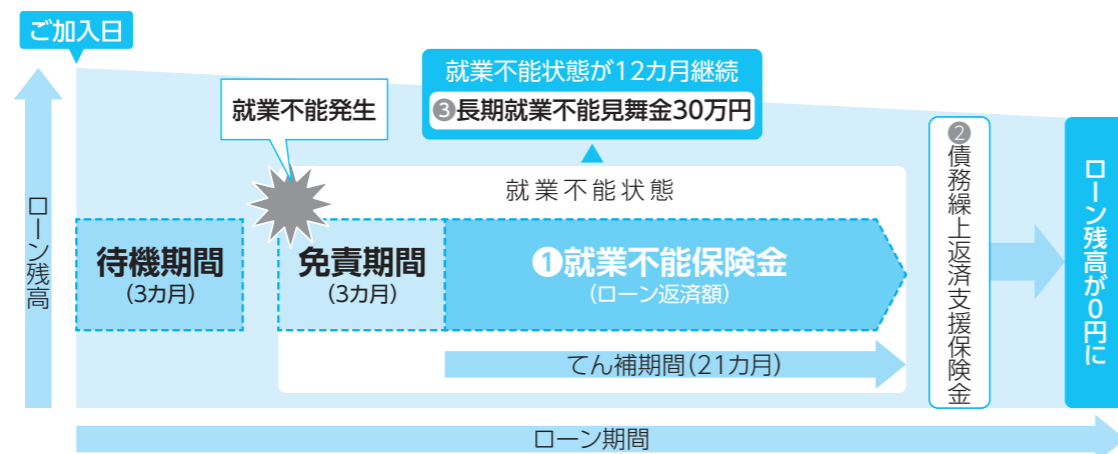 ご加入日
就業不能状態が12カ月継続
❸長期就業不能見舞金30万円
就業不能発生
就業不能状態
ローン残高
待機期間
(3カ月)
免責期間
(3カ月)
❶就業不能保険金
(ローン返済額)
てん補期間(21カ月)
❷債務繰上返済支援保険金
ローン残高が0円に
ローン期間